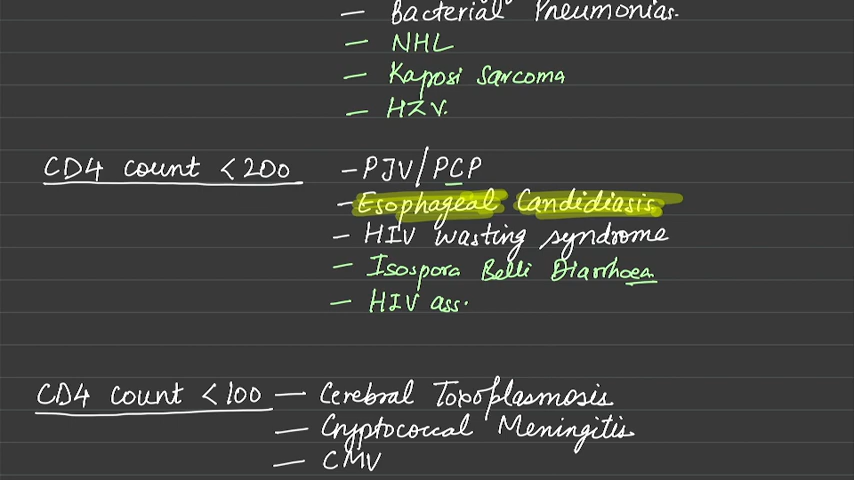 — Bacterial Pneumonias.
— NHL
— Kaposi Sarcoma
— HZV.
CD4 count <200 — PJV/PCP
— Esophageal Candidiasis
— HIV wasting syndrome
— Isospora Belli Diarrhoea
— HIV ass.
CD4 count <100 — Cerebral Toxoplasmosis
— Cryptococcal Meningitis
— CMV